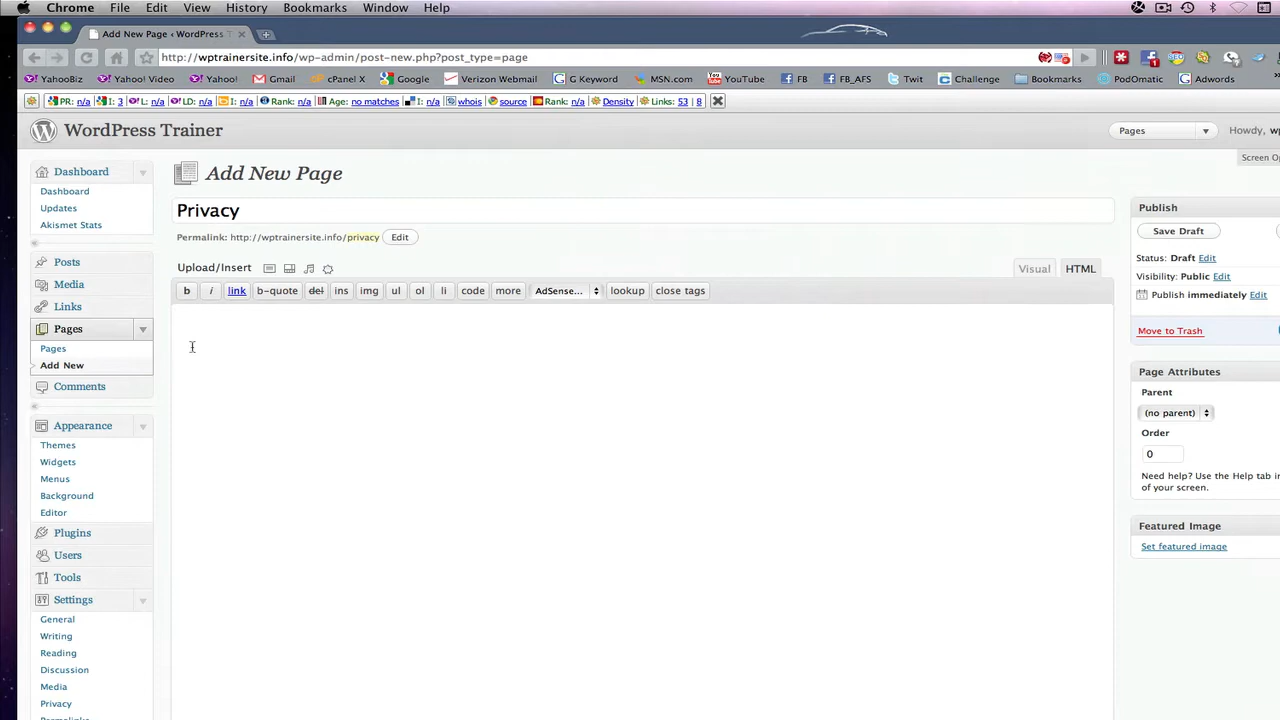 Chrome File Edit View History Bookmarks Window Help
Add New Page ‹ WordPress T
http://wptrainersite.info/wp-admin/post-new.php?post_type=page
YahooBiz Yahoo! Video Yahoo! Gmail cPanel X Google Verizon Webmail G Keyword MSN.com YouTube FB FB_AFS Twit Challenge Bookmarks PodOmatic Adwords
PR: n/a I: 3 L: n/a LD: n/a I: n/a Rank: n/a Age: no matches I: n/a whois source Rank: n/a Density Links: 53 | 8
WordPress Trainer
Pages
Howdy,
Dashboard
Dashboard
Updates
Akismet Stats
Posts
Media
Links
Pages
Pages
Add New
Comments
Appearance
Themes
Widgets
Menus
Background
Editor
Plugins
Users
Tools
Settings
General
Writing
Reading
Discussion
Media
Privacy
Add New Page
Privacy
Permalink: http://wptrainersite.info/privacy Edit
Upload/Insert
Visual HTML
b i link b-quote del ins img ul ol li code more AdSense... lookup close tags
Screen Op
Publish
Save Draft
Status: Draft Edit
Visibility: Public Edit
Publish immediately Edit
Move to Trash
Page Attributes
Parent
(no parent)
Order
0
Need help? Use the Help tab in
of your screen.
Featured Image
Set featured image